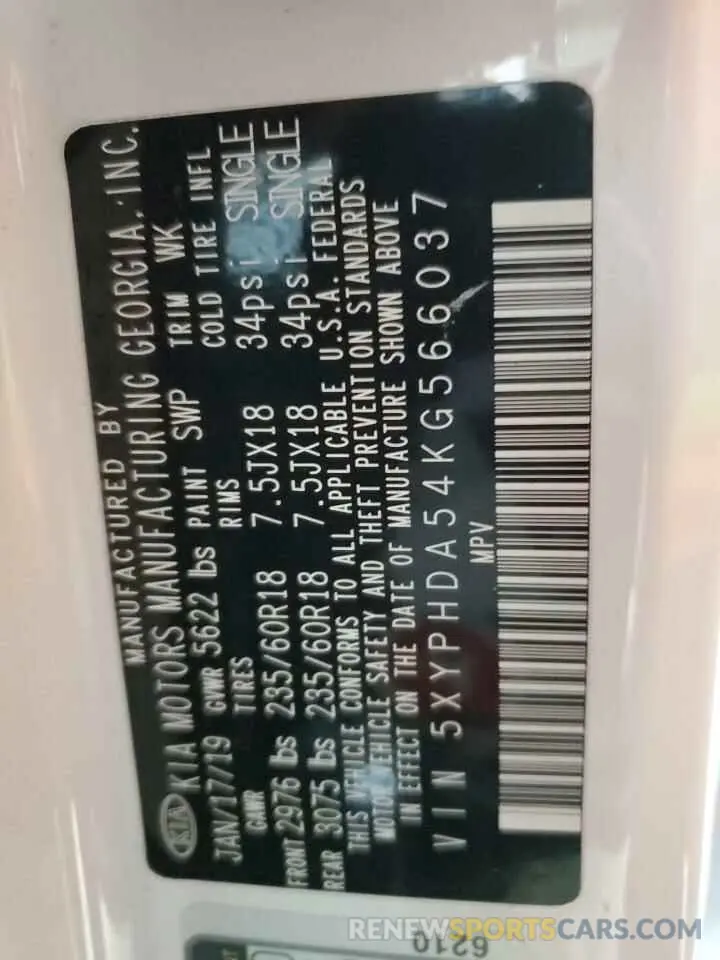 MANUFACTURED BY
KIA KIA MOTORS MANUFACTURING GEORGIA, INC.
JAN/17/19 GVWR 5622 lbs PAINT SWP TRIM WK
GAWR TIRES RIMS COLD TIRE INFL
FRONT 2976 lbs 235/60R18 7.5JX18 34psi SINGLE
REAR 3075 lbs 235/60R18 7.5JX18 34psi SINGLE
THIS VEHICLE CONFORMS TO ALL APPLICABLE U.S.A. FEDERAL
MOTOR VEHICLE SAFETY AND THEFT PREVENTION STANDARDS
IN EFFECT ON THE DATE OF MANUFACTURE SHOWN ABOVE
VIN 5XYPHDA54KG566037
MPV
6210
RENEWSPORTSCARS.COM